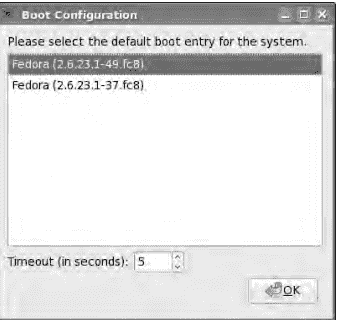 Boot Configuration
Please select the default boot entry for the system.
Fedora (2.6.23.1-49.fc8)
Fedora (2.6.23.1-37.fc8)
Timeout (in seconds): 5
OK